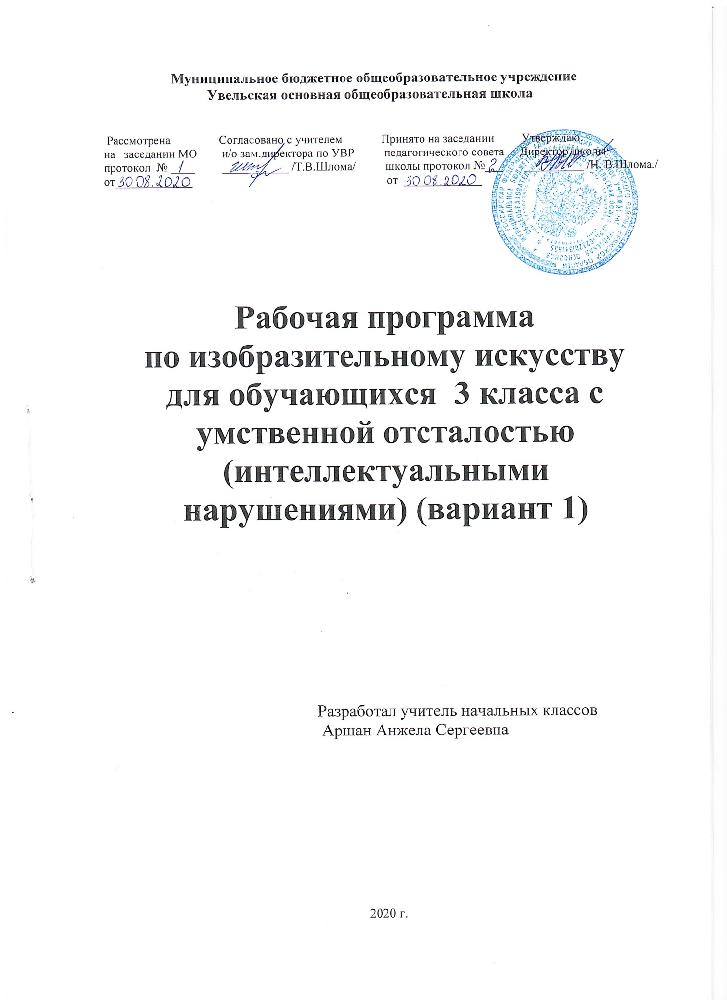 Муниципальное бюджетное общеобразовательное учреждение
Увельская основная общеобразовательная школа
Рассмотрена
на заседании МО
протокол № 1
от 30 08. 2020
Согласовано с учителем
и/о зам.директора по УВР
/Т.В.Шлома/
Принято на заседании
педагогического совета
школы протокол № 2
от 30 08. 2020
Утверждаю.
Директор школы:
/Н. В.Шлома./
Рабочая программа
по изобразительному искусству
для обучающихся 3 класса с
умственной отсталостью
(интеллектуальными
нарушениями) (вариант 1)
Разработал учитель начальных классов
Аршан Анжела Сергеевна
2020 г.